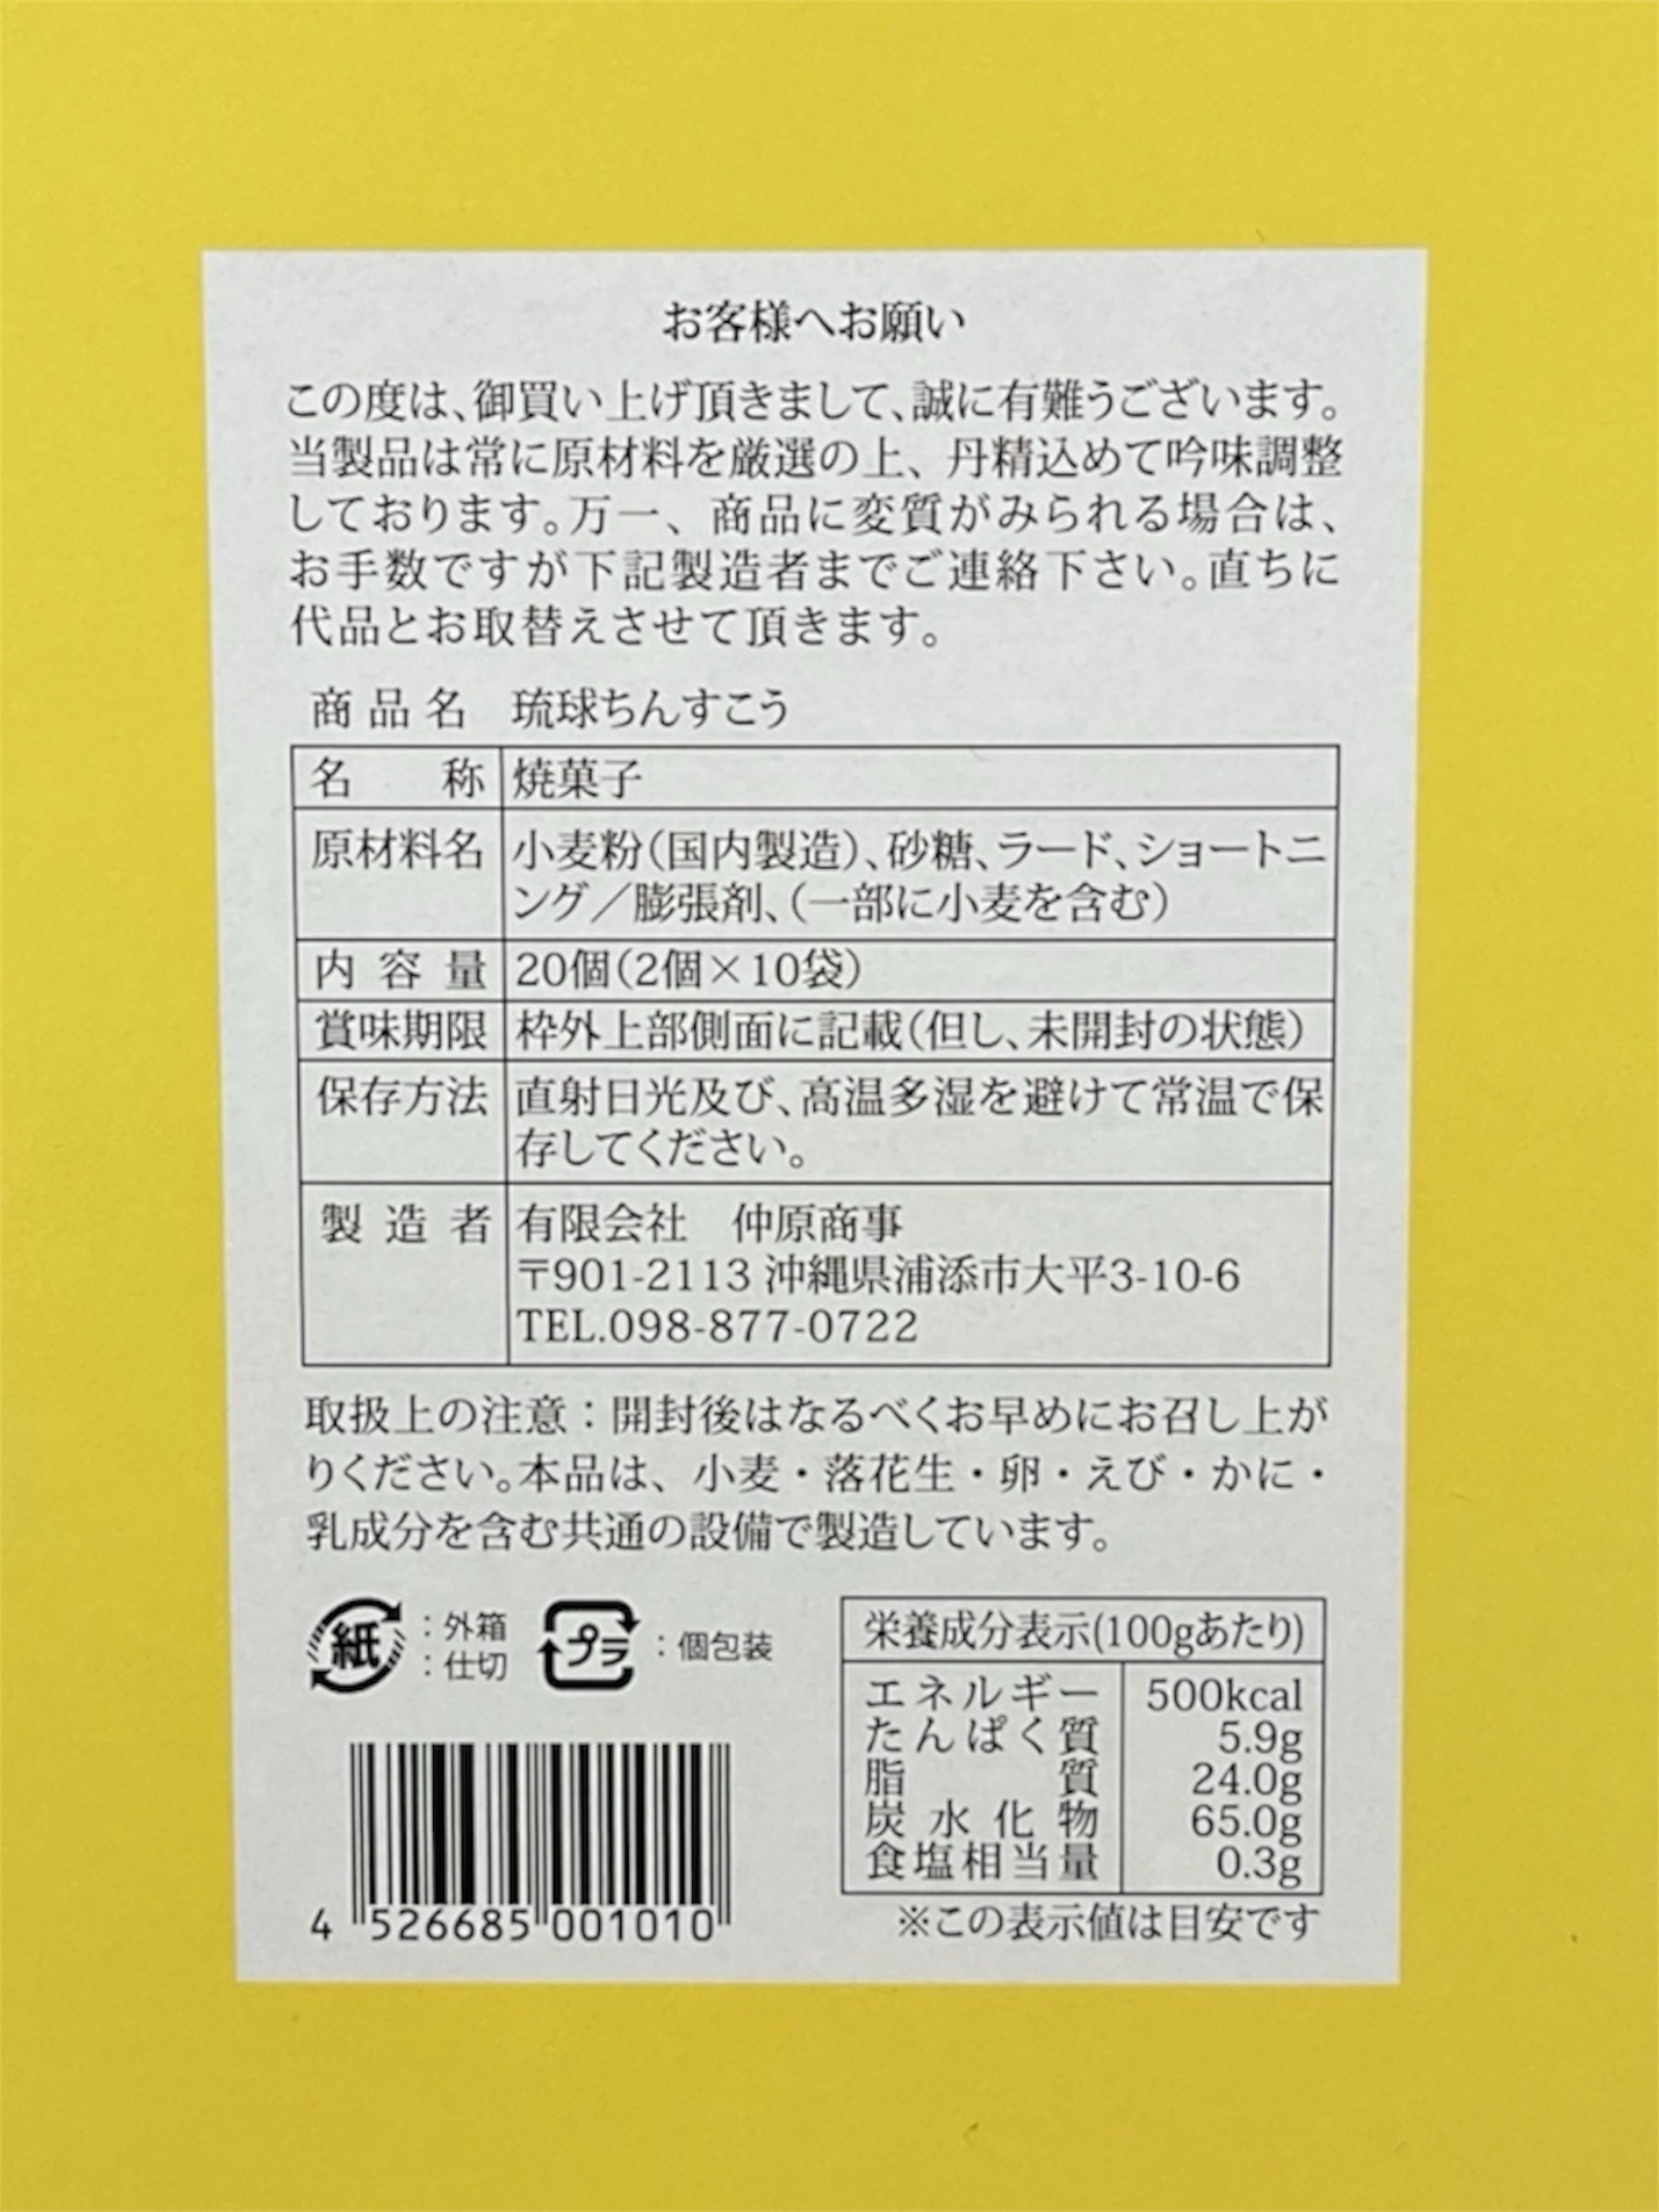 お客様へお願い
この度は、御買い上げ頂きまして、誠に有難うございます。
当製品は常に原材料を厳選の上、丹精込めて吟味調整
しております。万一、商品に変質がみられる場合は、
お手数ですが下記製造者までご連絡下さい。直ちに
代品とお取替えさせて頂きます。
商品名 琉球ちんすこう
名称 焼菓子
原材料名 小麦粉(国内製造)、砂糖、ラード、ショートニ
ング/膨張剤、(一部に小麦を含む)
内容量 20個(2個×10袋)
賞味期限 枠外上部側面に記載(但し、未開封の状態)
保存方法 直射日光及び、高温多湿を避けて常温で保
存してください。
製造者 有限会社 仲原商事
〒901-2113 沖縄県浦添市大平3-10-6
TEL.098-877-0722
取扱上の注意：開封後はなるべくお早めにお召し上が
りください。本品は、小麦・落花生・卵・えび・かに・
乳成分を含む共通の設備で製造しています。
紙 ：外箱
：仕切
プラ ：個包装
栄養成分表示(100gあたり)
エネルギー 500kcal
たんぱく質 5.9g
脂質 24.0g
炭水化物 65.0g
食塩相当量 0.3g
※この表示値は目安です
4 526685 001010